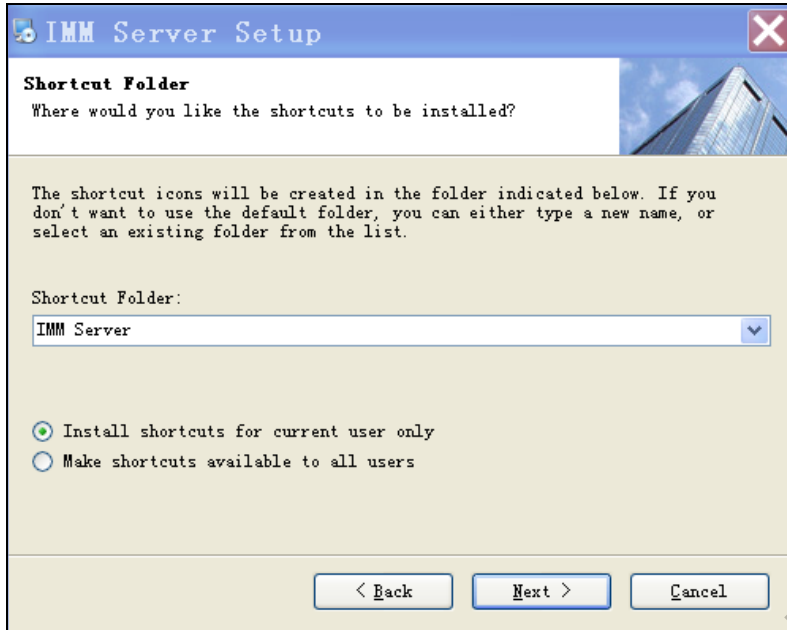 IMM Server Setup
Shortcut Folder
Where would you like the shortcuts to be installed?
The shortcut icons will be created in the folder indicated below. If you
don't want to use the default folder, you can either type a new name, or
select an existing folder from the list.
Shortcut Folder:
IMM Server
Install shortcuts for current user only
Make shortcuts available to all users
< Back
Next >
Cancel